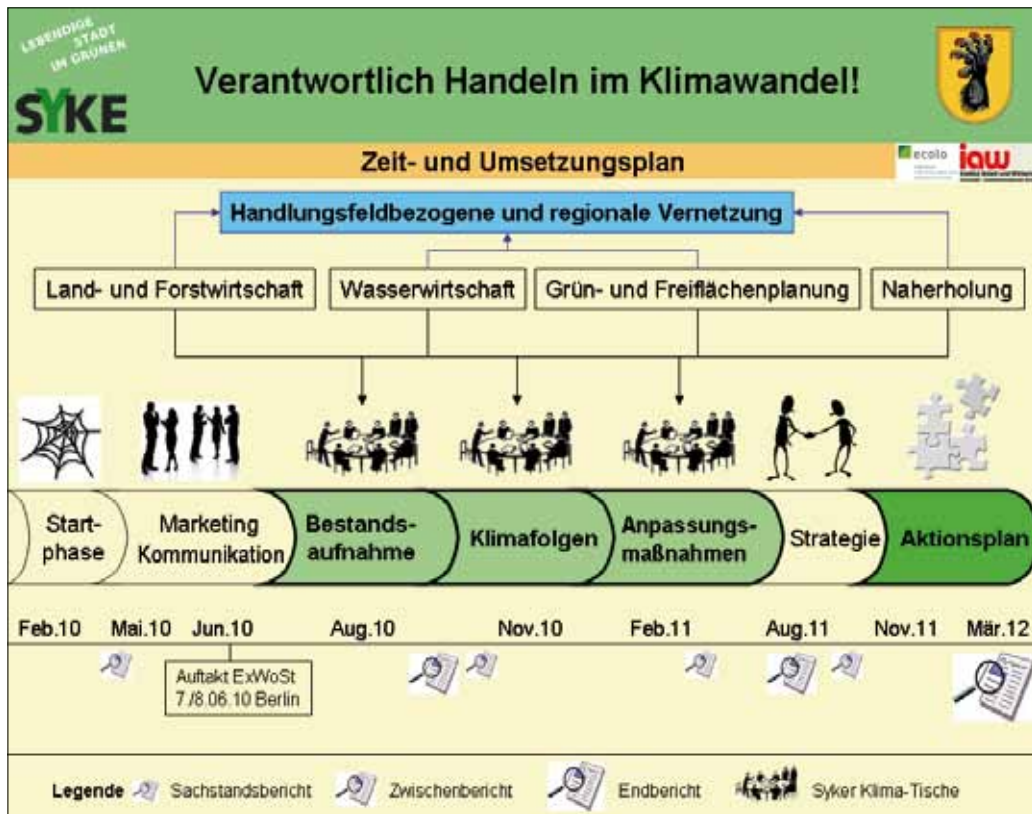 LEBENDIGE
STADT
IM GRÜNEN
SYKE
Verantwortlich Handeln im Klimawandel!
Zeit- und Umsetzungsplan
ecolo
iaw
Handlungsfeldbezogene und regionale Vernetzung
Land- und Forstwirtschaft
Wasserwirtschaft
Grün- und Freiflächenplanung
Naherholung
Start-
phase
Marketing
Kommunikation
Bestands-
aufnahme
Klimafolgen
Anpassungs-
maßnahmen
Strategie
Aktionsplan
Feb.10 Mai.10 Jun.10 Aug.10 Nov.10 Feb.11 Aug.11 Nov.11 Mär.12
Auftakt ExWoSt
7./8.06.10 Berlin
Legende Sachstandsbericht Zwischenbericht Endbericht Syker Klima-Tische